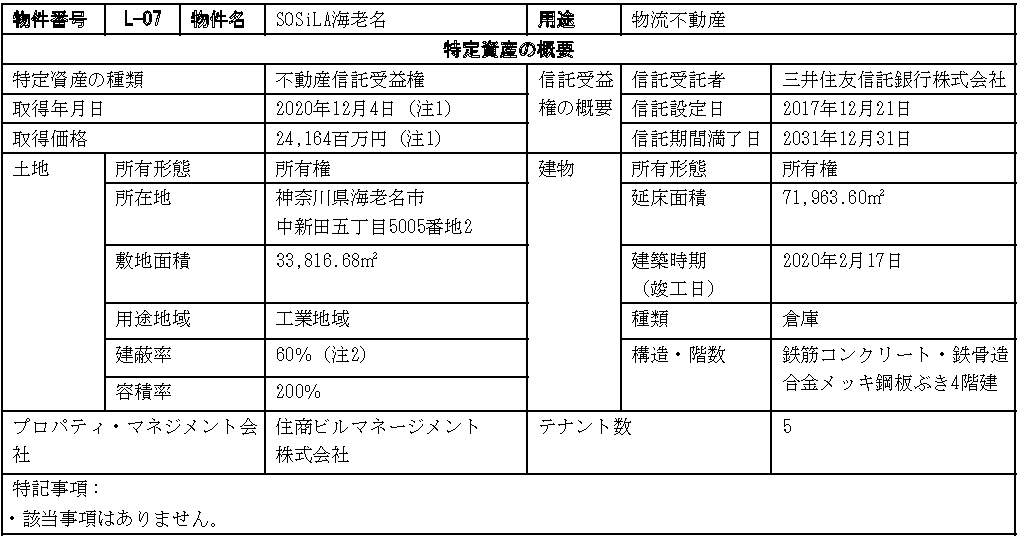 物件番号 L-07 物件名 SOSiLA海老名 用途 物流不動産
特定資産の概要
特定資産の種類 不動産信託受益権 信託受益 信託受託者 三井住友信託銀行株式会社
取得年月日 2020年12月4日（注1） 権の概要 信託設定日 2017年12月21日
取得価格 24,164百万円（注1） 信託期間満了日 2031年12月31日
土地 所有形態 所有権 建物 所有形態 所有権
所在地 神奈川県海老名市 延床面積 71,963.60㎡
中新田五丁目5005番地2
敷地面積 33,816.68㎡ 建築時期 2020年2月17日
（竣工日）
用途地域 工業地域 種類 倉庫
建蔽率 60%（注2） 構造・階数 鉄筋コンクリート・鉄骨造
合金メッキ鋼板ぶき4階建
容積率 200%
プロパティ・マネジメント会 住商ビルマネージメント テナント数 5
社 株式会社
特記事項：
・該当事項はありません。